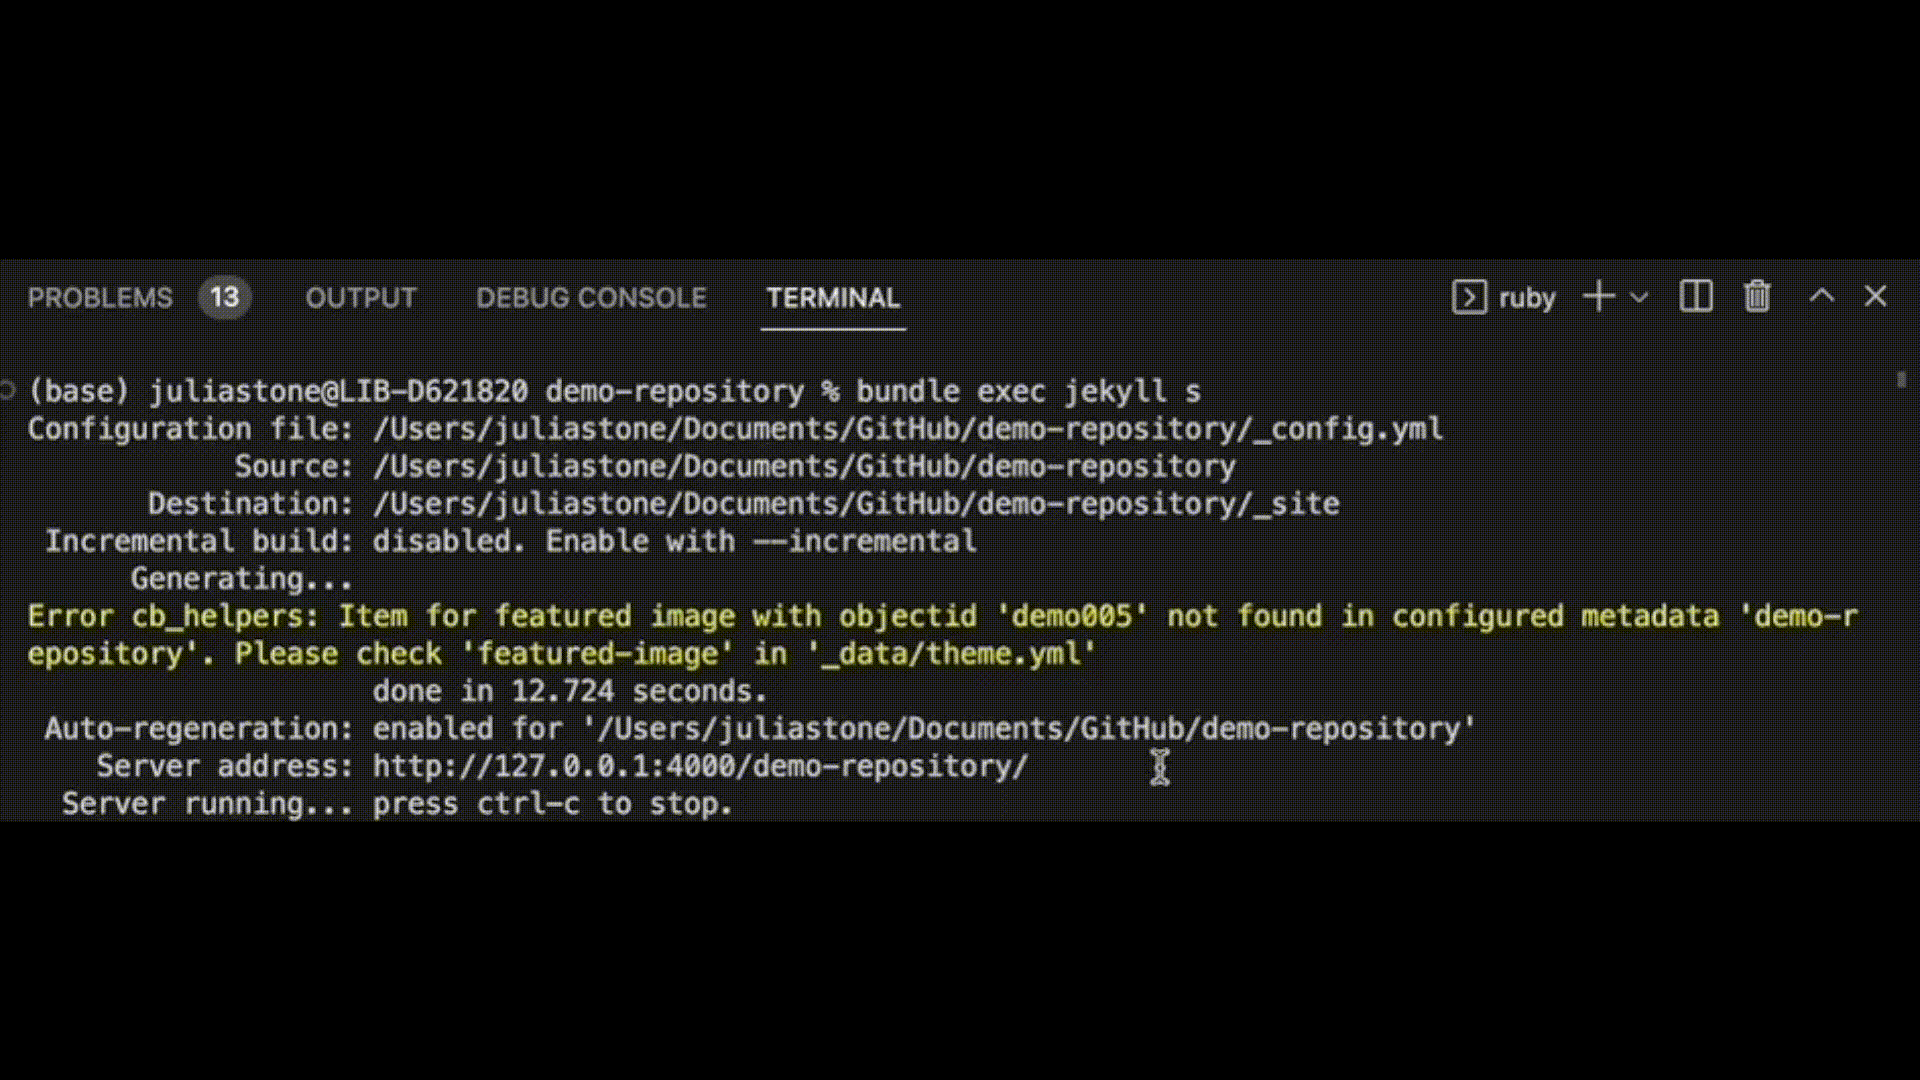 PROBLEMS 13 OUTPUT DEBUG CONSOLE TERMINAL ruby
(base) juliastone@LIB-D621820 demo-repository % bundle exec jekyll s
Configuration file: /Users/juliastone/Documents/GitHub/demo-repository/_config.yml
Source: /Users/juliastone/Documents/GitHub/demo-repository
Destination: /Users/juliastone/Documents/GitHub/demo-repository/_site
Incremental build: disabled. Enable with --incremental
Generating...
Error cb_helpers: Item for featured image with objectid 'demo005' not found in configured metadata 'demo-r
epository'. Please check 'featured-image' in '_data/theme.yml'
done in 12.724 seconds.
Auto-regeneration: enabled for '/Users/juliastone/Documents/GitHub/demo-repository'
Server address: http://127.0.0.1:4000/demo-repository/
Server running... press ctrl-c to stop.